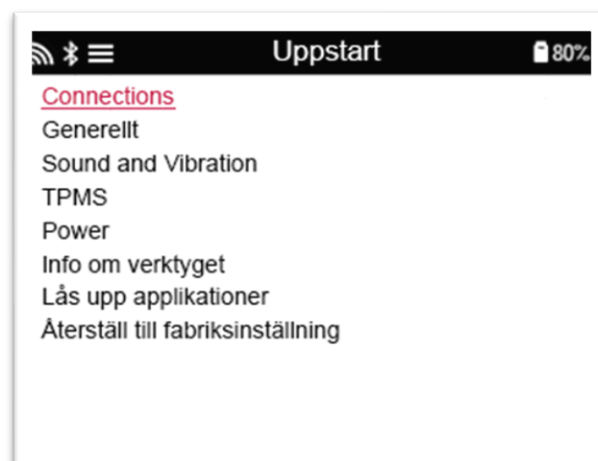 Uppstart
80%
Connections
Generellt
Sound and Vibration
TPMS
Power
Info om verktyget
Lås upp applikationer
Återställ till fabriksinställning